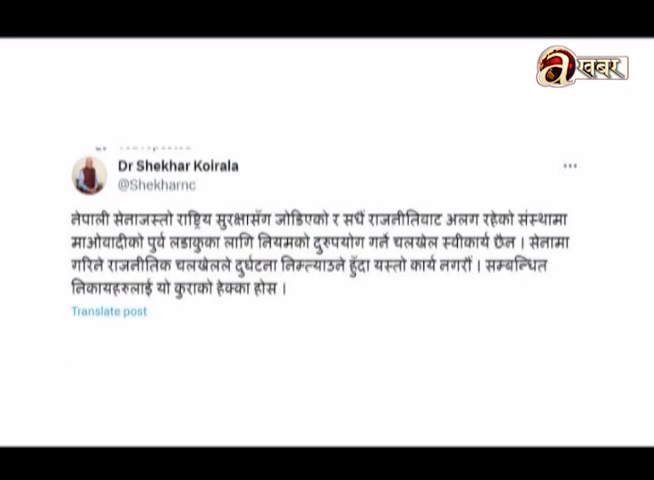 a खबर
Dr Shekhar Koirala
@Shekharnc
नेपाली सेनाजस्तो राष्ट्रिय सुरक्षासँग जोडिएको र सधैं राजनीतिवाट अलग रहेको संस्थामा
माओवादीको पुर्व लडाकुका लागि नियमको दुरुपयोग गर्ने चलखेल स्वीकार्य छैन । सेनामा
गरिने राजनीतिक चलखेलले दुर्घटना निम्त्याउने हुँदा यस्तो कार्य नगरौं । सम्बन्धित
निकायहरुलाई यो कुराको हेक्का होस ।
Translate post